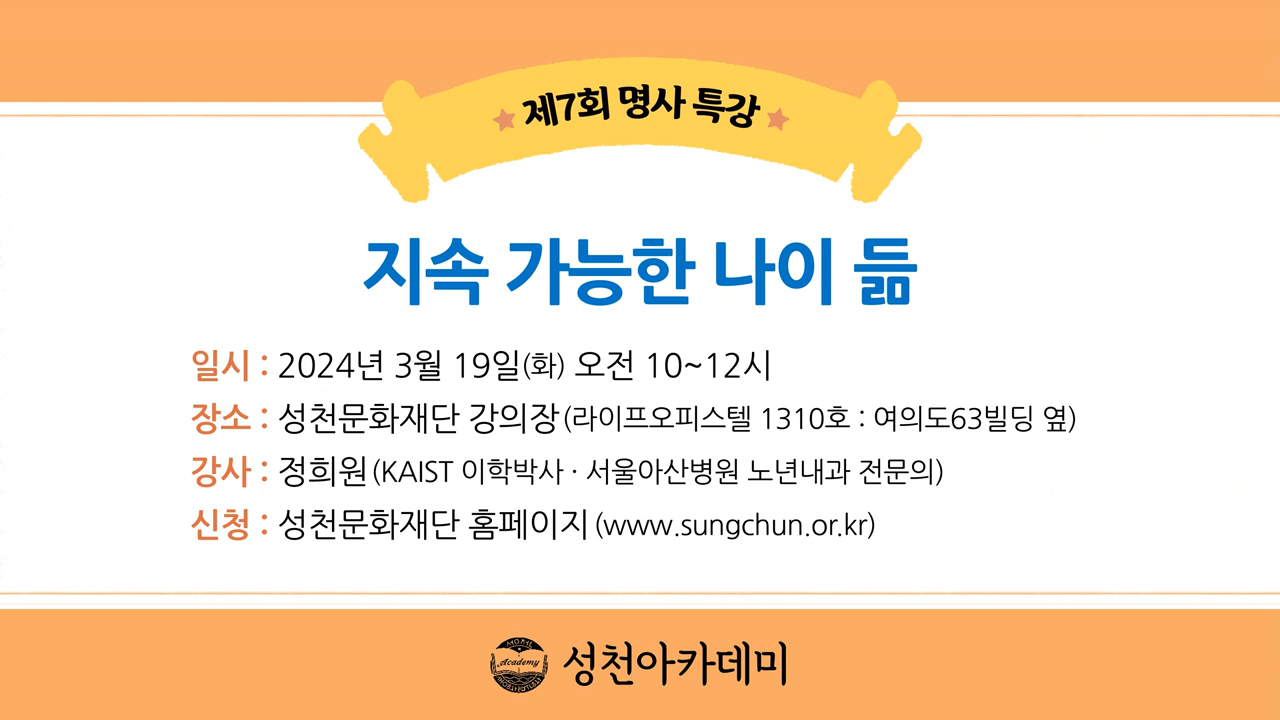 제7회 명사 특강
지속 가능한 나이 듦
일시 : 2024년 3월 19일(화) 오전 10~12시
장소 : 성천문화재단 강의장(라이프오피스텔 1310호 : 여의도63빌딩 옆)
강사 : 정희원(KAIST 이학박사 · 서울아산병원 노년내과 전문의)
신청 : 성천문화재단 홈페이지(www.sungchun.or.kr)
Academy
성천아카데미